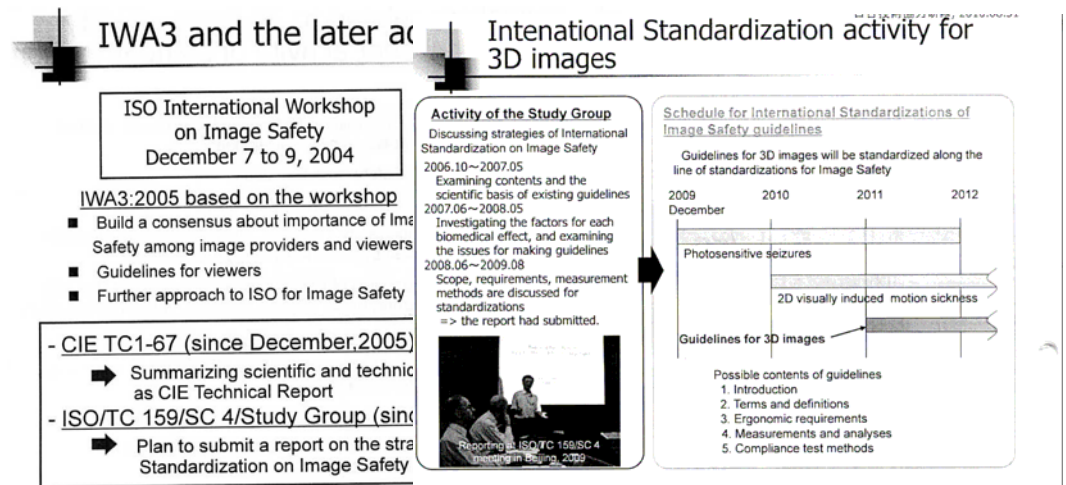 IWA3 and the later ac
ISO International Workshop
on Image Safety
December 7 to 9, 2004
IWA3:2005 based on the workshop
■ Build a consensus about importance of Ima
Safety among image providers and viewers
■ Guidelines for viewers
■ Further approach to ISO for Image Safety
- CIE TC1-67 (since December,2005)
Summarizing scientific and technic
as CIE Technical Report
- ISO/TC 159/SC 4/Study Group (sinc
Plan to submit a report on the stra
Standardization on Image Safety
Intenational Standardization activity for
3D images
Activity of the Study Group
Discussing strategies of International
Standardization on Image Safety
2006.10~2007.05
Examining contents and the
scientific basis of existing guidelines
2007.06~2008.05
Investigating the factors for each
biomedical effect, and examining
the issues for making guidelines
2008.06~2009.08
Scope, requirements, measurement
methods are discussed for
standardizations
=> the report had submitted.
Reporting at ISO/TC 159/SC 4
meeting in Beijing, 2009
Schedule for International Standardizations of
Image Safety guidelines
Guidelines for 3D images will be standardized along the
line of standardizations for Image Safety
2009 2010 2011 2012
December
Photosensitive seizures
2D visually induced motion sickness
Guidelines for 3D images
Possible contents of guidelines
1. Introduction
2. Terms and definitions
3. Ergonomic requirements
4. Measurements and analyses
5. Compliance test methods